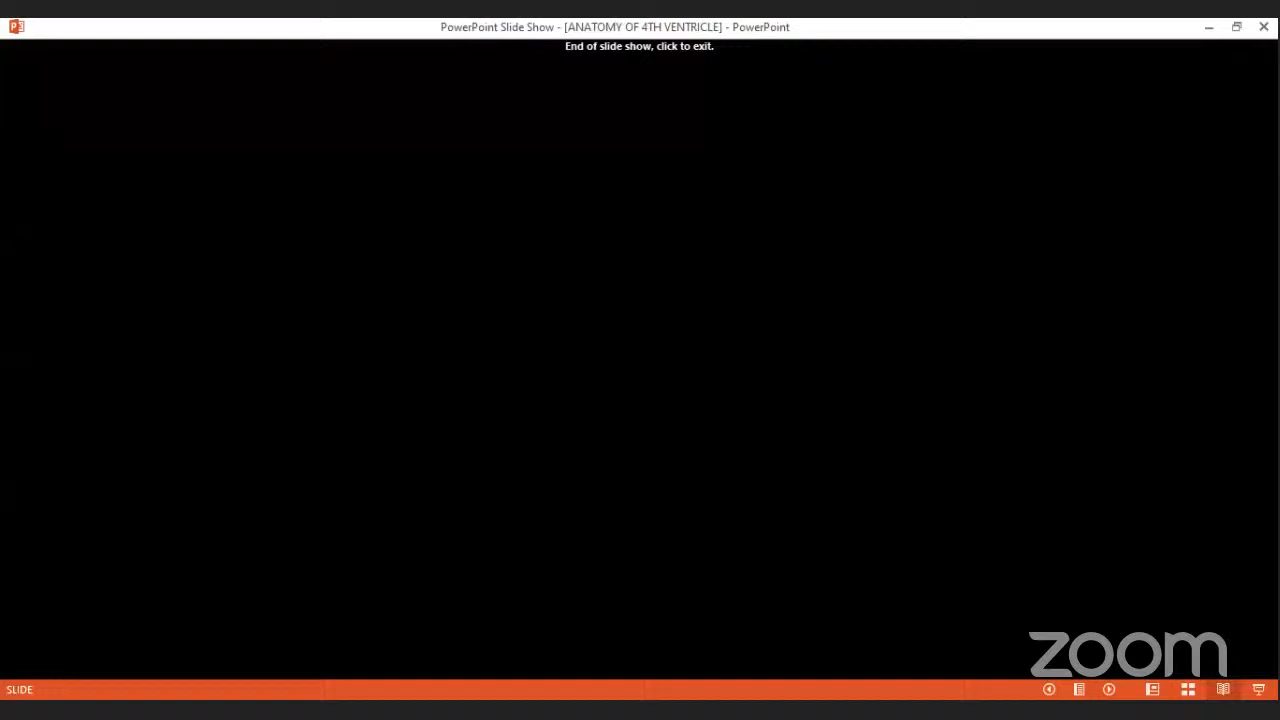 PowerPoint Slide Show - [ANATOMY OF 4TH VENTRICLE] - PowerPoint
End of slide show, click to exit.
zoom
SLIDE